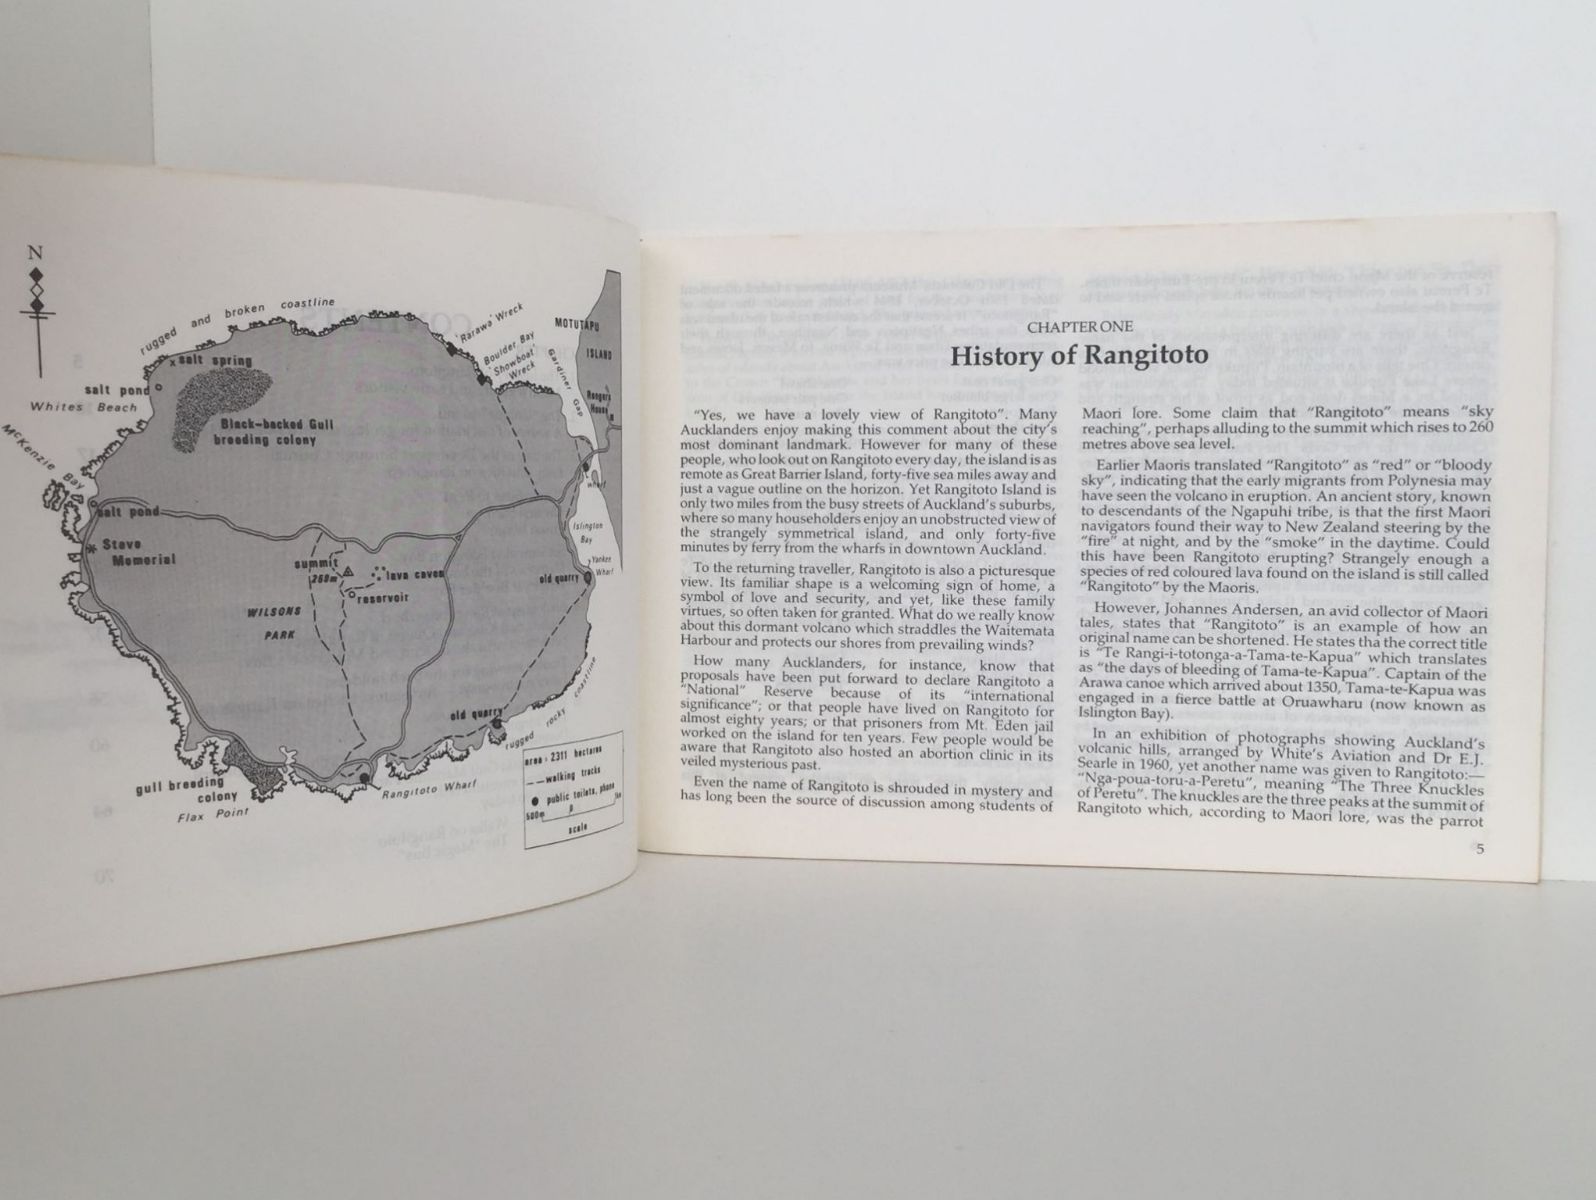 N
rugged and broken coastline
salt spring
salt pond
Whites Beach
Black-backed Gull
breeding colony
McKenzie Bay
salt pond
Steve
Memorial
summit
260m
lava caves
reservoir
WILSONS
PARK
'Rarawa' Wreck
Boulder Bay
'Showboat'
Wreck
Gardiner Gap
MOTUTAPU
ISLAND
Rangers
House
wharf
Islington
Bay
Yankee
Wharf
old quarry
old quarry
rugged rocky coastline
gull breeding
colony
Flax Point
Rangitoto Wharf
area : 2311 hectares
walking tracks
public toilets, phone
500m 0 1km
scale
CHAPTER ONE
History of Rangitoto
"Yes, we have a lovely view of Rangitoto". Many
Aucklanders enjoy making this comment about the city's
most dominant landmark. However for many of these
people, who look out on Rangitoto every day, the island is as
remote as Great Barrier Island, forty-five sea miles away and
just a vague outline on the horizon. Yet Rangitoto Island is
only two miles from the busy streets of Auckland's suburbs,
where so many householders enjoy an unobstructed view of
the strangely symmetrical island, and only forty-five
minutes by ferry from the wharfs in downtown Auckland.
To the returning traveller, Rangitoto is also a picturesque
view. Its familiar shape is a welcoming sign of home, a
symbol of love and security, and yet, like these family
virtues, so often taken for granted. What do we really know
about this dormant volcano which straddles the Waitemata
Harbour and protects our shores from prevailing winds?
How many Aucklanders, for instance, know that
proposals have been put forward to declare Rangitoto a
"National" Reserve because of its "international
significance"; or that people have lived on Rangitoto for
almost eighty years; or that prisoners from Mt. Eden jail
worked on the island for ten years. Few people would be
aware that Rangitoto also hosted an abortion clinic in its
veiled mysterious past.
Even the name of Rangitoto is shrouded in mystery and
has long been the source of discussion among students of
Maori lore. Some claim that "Rangitoto" means "sky
reaching", perhaps alluding to the summit which rises to 260
metres above sea level.
Earlier Maoris translated "Rangitoto" as "red" or "bloody
sky", indicating that the early migrants from Polynesia may
have seen the volcano in eruption. An ancient story, known
to descendants of the Ngapuhi tribe, is that the first Maori
navigators found their way to New Zealand steering by the
"fire" at night, and by the "smoke" in the daytime. Could
this have been Rangitoto erupting? Strangely enough a
species of red coloured lava found on the island is still called
"Rangitoto" by the Maoris.
However, Johannes Andersen, an avid collector of Maori
tales, states that "Rangitoto" is an example of how an
original name can be shortened. He states tha the correct title
is "Te Rangi-i-totonga-a-Tama-te-Kapua" which translates
as "the days of bleeding of Tama-te-Kapua". Captain of the
Arawa canoe which arrived about 1350, Tama-te-Kapua was
engaged in a fierce battle at Oruawharu (now known as
Islington Bay).
In an exhibition of photographs showing Auckland's
volcanic hills, arranged by White's Aviation and Dr E.J.
Searle in 1960, yet another name was given to Rangitoto:—
"Nga-poua-toru-a-Peretu", meaning "The Three Knuckles
of Peretu". The knuckles are the three peaks at the summit of
Rangitoto which, according to Maori lore, was the parrot
5